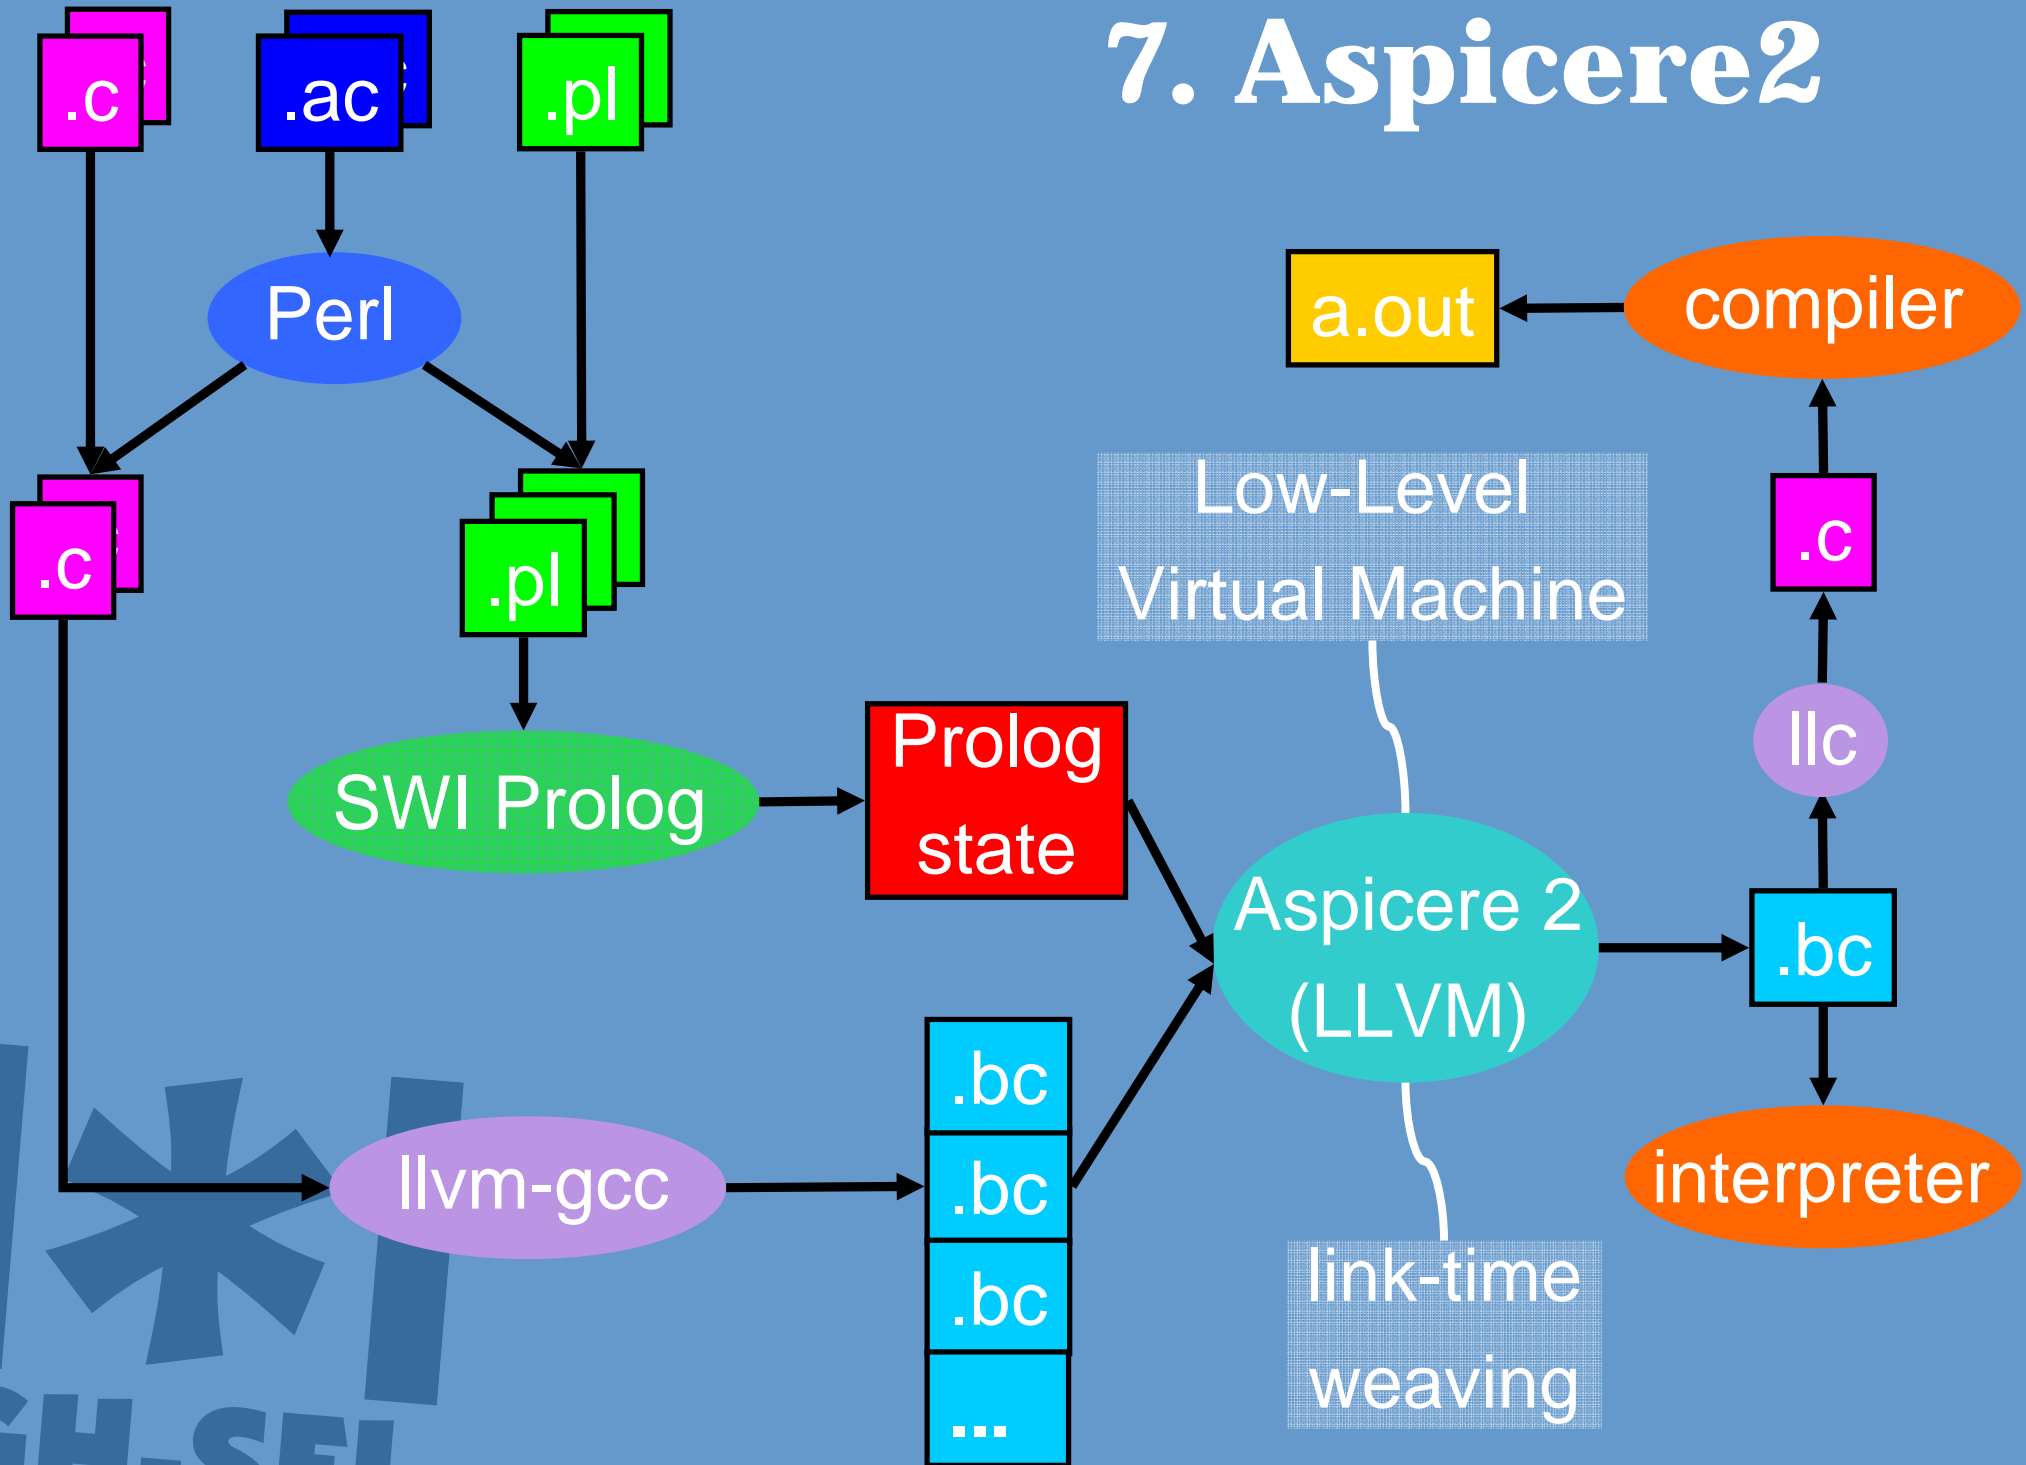 7. Aspicere2
.c
.ac
.pl
Perl
.c
.pl
SWI Prolog
Prolog
state
llvm-gcc
.bc
.bc
.bc
...
Low-Level
Virtual Machine
Aspicere 2
(LLVM)
link-time
weaving
.bc
llc
.c
compiler
a.out
interpreter